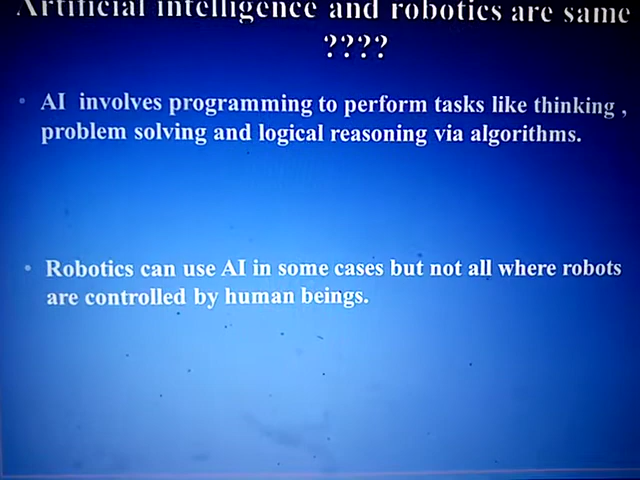 Artificial intelligence and robotics are same
????
• AI involves programming to perform tasks like thinking ,
problem solving and logical reasoning via algorithms.
• Robotics can use AI in some cases but not all where robots
are controlled by human beings.